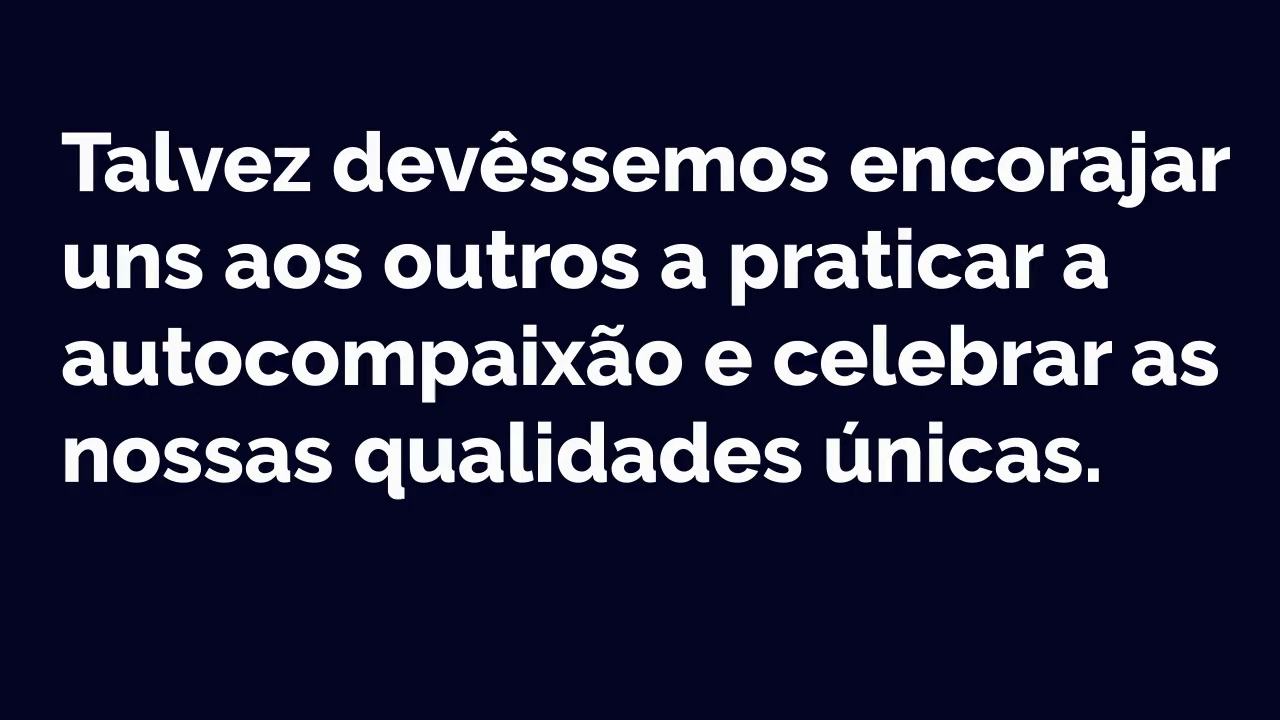 Talvez devêssemos encorajar
uns aos outros a praticar a
autocompaixão e celebrar as
nossas qualidades únicas.